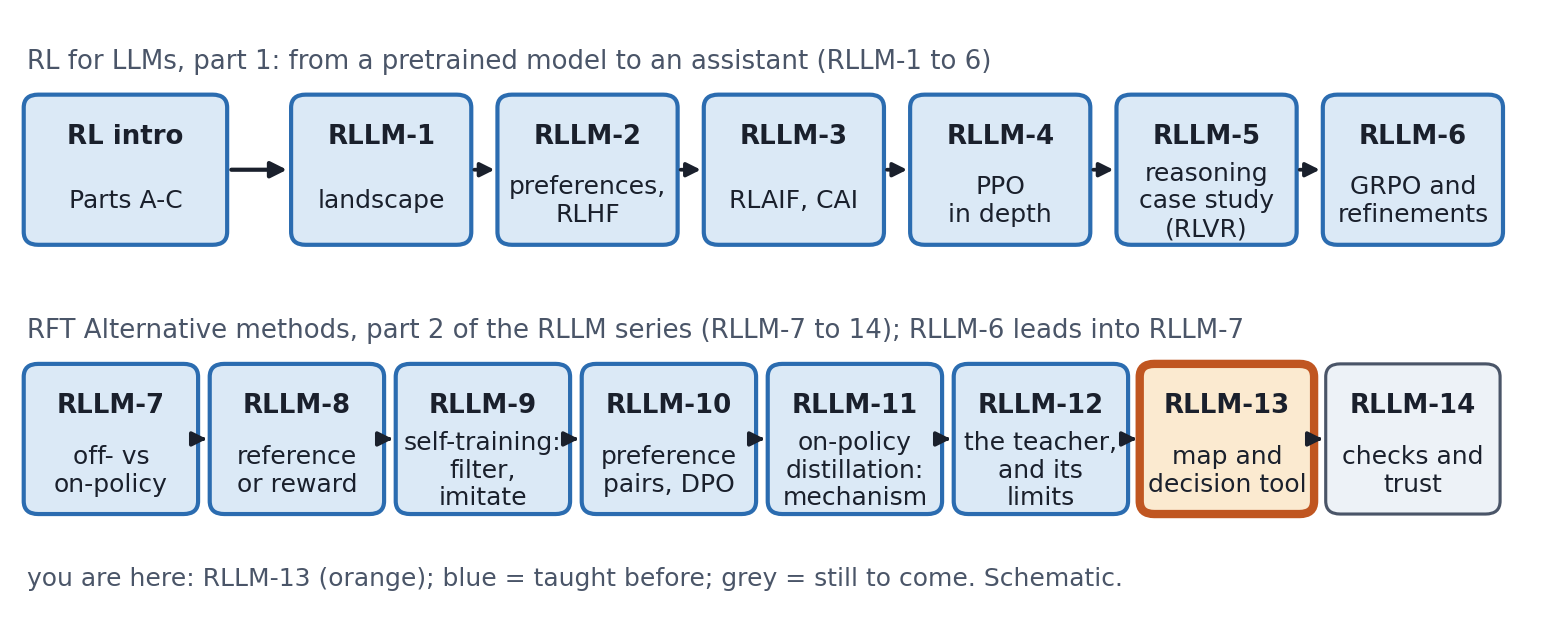 RL for LLMs, part 1: from a pretrained model to an assistant (RLLM-1 to 6)
RL intro
Parts A-C
RLLM-1
landscape
RLLM-2
preferences,
RLHF
RLLM-3
RLAIF, CAI
RLLM-4
PPO
in depth
RLLM-5
reasoning
case study
(RLVR)
RLLM-6
GRPO and
refinements
RFT Alternative methods, part 2 of the RLLM series (RLLM-7 to 14); RLLM-6 leads into RLLM-7
RLLM-7
off- vs
on-policy
RLLM-8
reference
or reward
RLLM-9
self-training:
filter,
imitate
RLLM-10
preference
pairs, DPO
RLLM-11
on-policy
distillation:
mechanism
RLLM-12
the teacher,
and its
limits
RLLM-13
map and
decision tool
RLLM-14
checks and
trust
you are here: RLLM-13 (orange); blue = taught before; grey = still to come. Schematic.